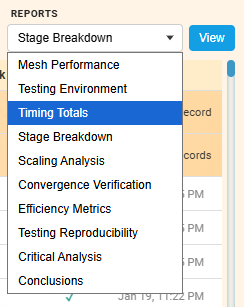 REPORTS
Stage Breakdown
View
Mesh Performance
Testing Environment
Timing Totals
Stage Breakdown
Scaling Analysis
Convergence Verification
Efficiency Metrics
Testing Reproducibility
Critical Analysis
Conclusions
k
ecord
cords
PM
PM
PM
Jan 19, 11:22 PM